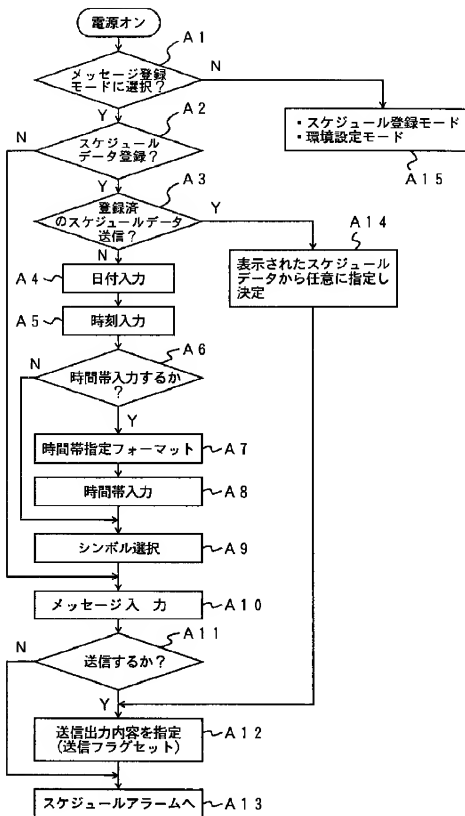 電源オン
A1
メッセージ登録
モードに選択?
N
Y
A2
・スケジュール登録モード
・環境設定モード
A15
N
スケジュール
データ登録?
Y
A3
登録済
のスケジュールデータ
送信?
Y
N
A14
表示されたスケジュール
データから任意に指定し
決定
A4
日付入力
A5
時刻入力
A6
N
時間帯入力するか
?
Y
時間帯指定フォーマット
A7
時間帯入力
A8
シンボル選択
A9
メッセージ入 力
A10
A11
N
送信するか?
Y
送信出力内容を指定
(送信フラグセット)
A12
スケジュールアラームへ
A13